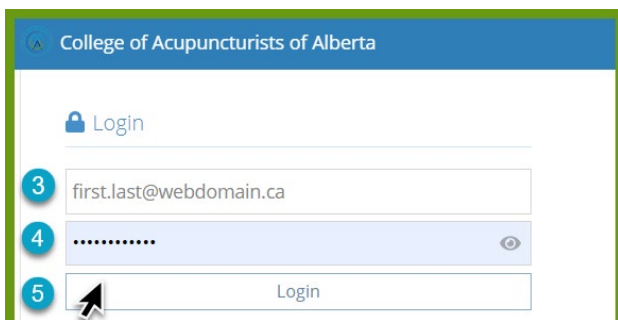 College of Acupuncturists of Alberta
Login
3 first.last@webdomain.ca
4 ••••••••••••
5 Login